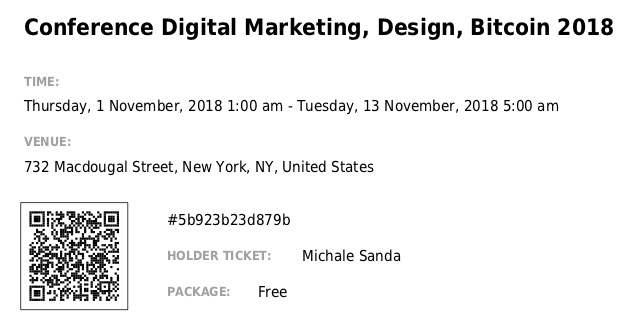 Conference Digital Marketing, Design, Bitcoin 2018
TIME:
Thursday, 1 November, 2018 1:00 am - Tuesday, 13 November, 2018 5:00 am
VENUE:
732 Macdougal Street, New York, NY, United States
#5b923b23d879b
HOLDER TICKET: Michale Sanda
PACKAGE: Free